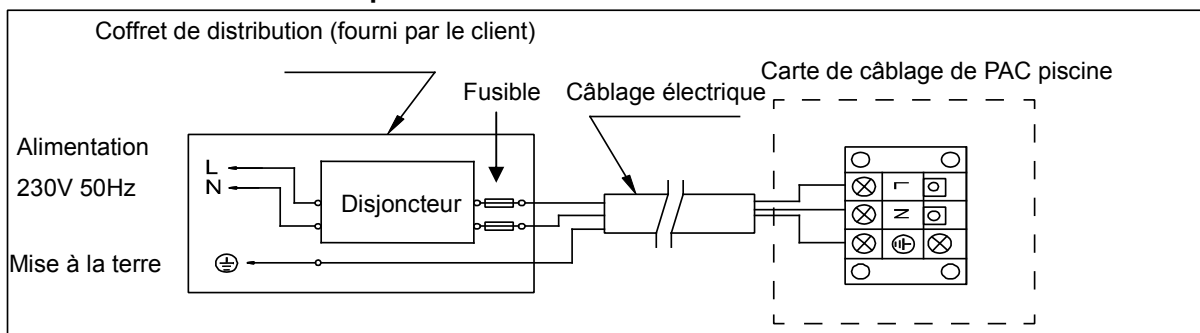 Coffret de distribution (fourni par le client)
Carte de câblage de PAC piscine
Fusible
Câblage électrique
Alimentation
230V 50Hz
L
N
Disjoncteur
Mise à la terre
L
N